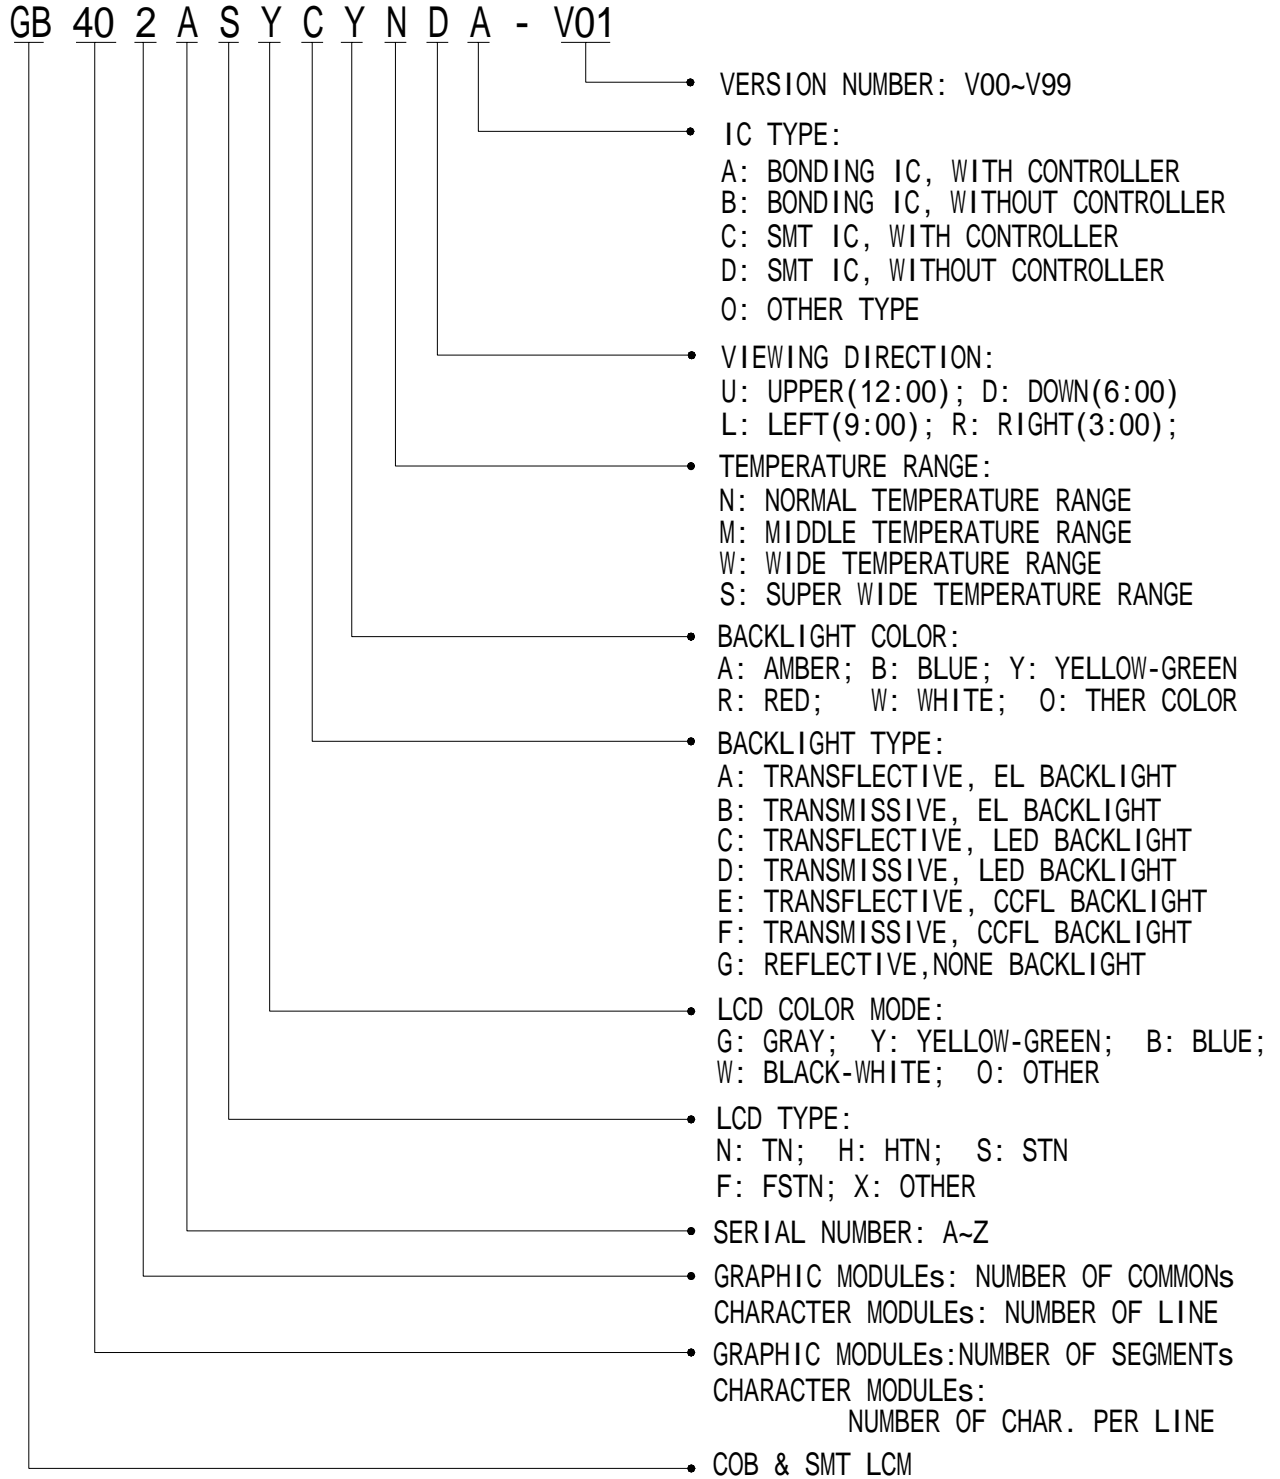 GB 40 2 A S Y C Y N D A - V01
VERSION NUMBER: V00~V99
IC TYPE:
A: BONDING IC, WITH CONTROLLER
B: BONDING IC, WITHOUT CONTROLLER
C: SMT IC, WITH CONTROLLER
D: SMT IC, WITHOUT CONTROLLER
O: OTHER TYPE
VIEWING DIRECTION:
U: UPPER(12:00); D: DOWN(6:00)
L: LEFT(9:00); R: RIGHT(3:00);
TEMPERATURE RANGE:
N: NORMAL TEMPERATURE RANGE
M: MIDDLE TEMPERATURE RANGE
W: WIDE TEMPERATURE RANGE
S: SUPER WIDE TEMPERATURE RANGE
BACKLIGHT COLOR:
A: AMBER; B: BLUE; Y: YELLOW-GREEN
R: RED; W: WHITE; O: THER COLOR
BACKLIGHT TYPE:
A: TRANSFLECTIVE, EL BACKLIGHT
B: TRANSMISSIVE, EL BACKLIGHT
C: TRANSFLECTIVE, LED BACKLIGHT
D: TRANSMISSIVE, LED BACKLIGHT
E: TRANSFLECTIVE, CCFL BACKLIGHT
F: TRANSMISSIVE, CCFL BACKLIGHT
G: REFLECTIVE,NONE BACKLIGHT
LCD COLOR MODE:
G: GRAY; Y: YELLOW-GREEN; B: BLUE;
W: BLACK-WHITE; O: OTHER
LCD TYPE:
N: TN; H: HTN; S: STN
F: FSTN; X: OTHER
SERIAL NUMBER: A~Z
GRAPHIC MODULEs: NUMBER OF COMMONs
CHARACTER MODULEs: NUMBER OF LINE
GRAPHIC MODULEs:NUMBER OF SEGMENTs
CHARACTER MODULEs:
NUMBER OF CHAR. PER LINE
COB & SMT LCM